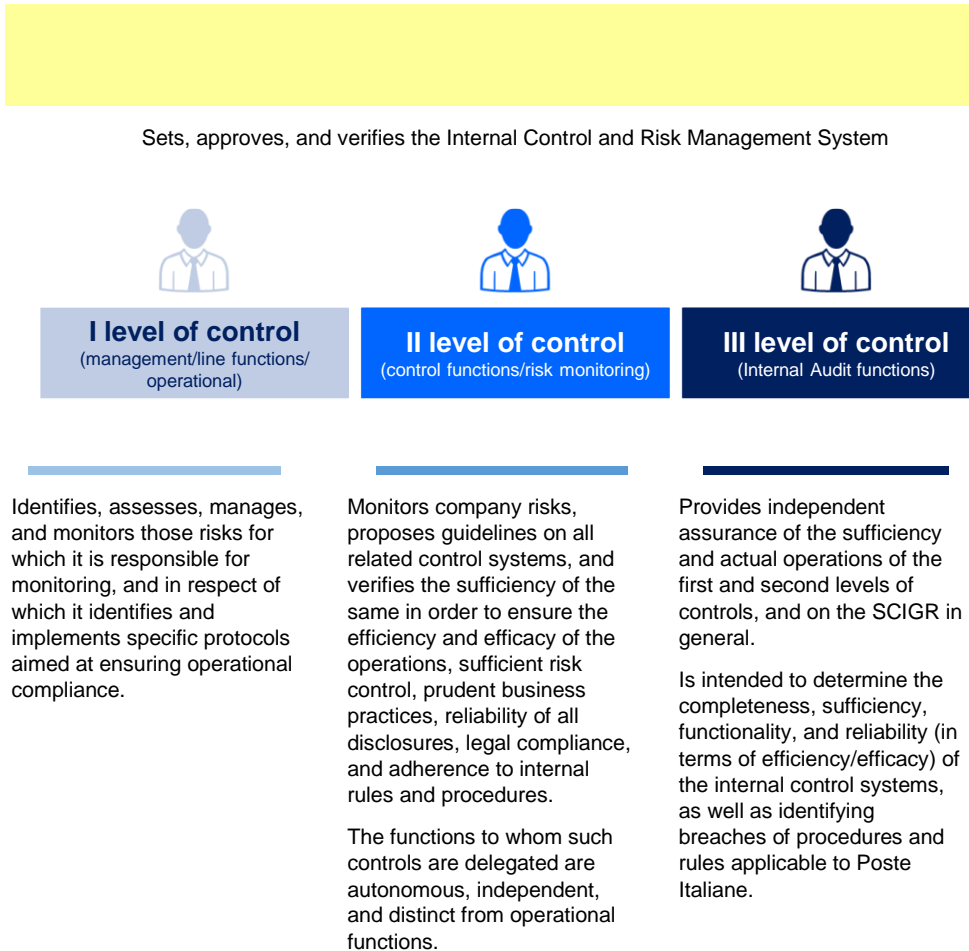 Sets, approves, and verifies the Internal Control and Risk Management System
I level of control
(management/line functions/
operational)
II level of control
(control functions/risk monitoring)
III level of control
(Internal Audit functions)
Identifies, assesses, manages,
and monitors those risks for
which it is responsible for
monitoring, and in respect of
which it identifies and
implements specific protocols
aimed at ensuring operational
compliance.
Monitors company risks,
proposes guidelines on all
related control systems, and
verifies the sufficiency of the
same in order to ensure the
efficiency and efficacy of the
operations, sufficient risk
control, prudent business
practices, reliability of all
disclosures, legal compliance,
and adherence to internal
rules and procedures.
The functions to whom such
controls are delegated are
autonomous, independent,
and distinct from operational
functions.
Provides independent
assurance of the sufficiency
and actual operations of the
first and second levels of
controls, and on the SCIGR in
general.
Is intended to determine the
completeness, sufficiency,
functionality, and reliability (in
terms of efficiency/efficacy) of
the internal control systems,
as well as identifying
breaches of procedures and
rules applicable to Poste
Italiane.